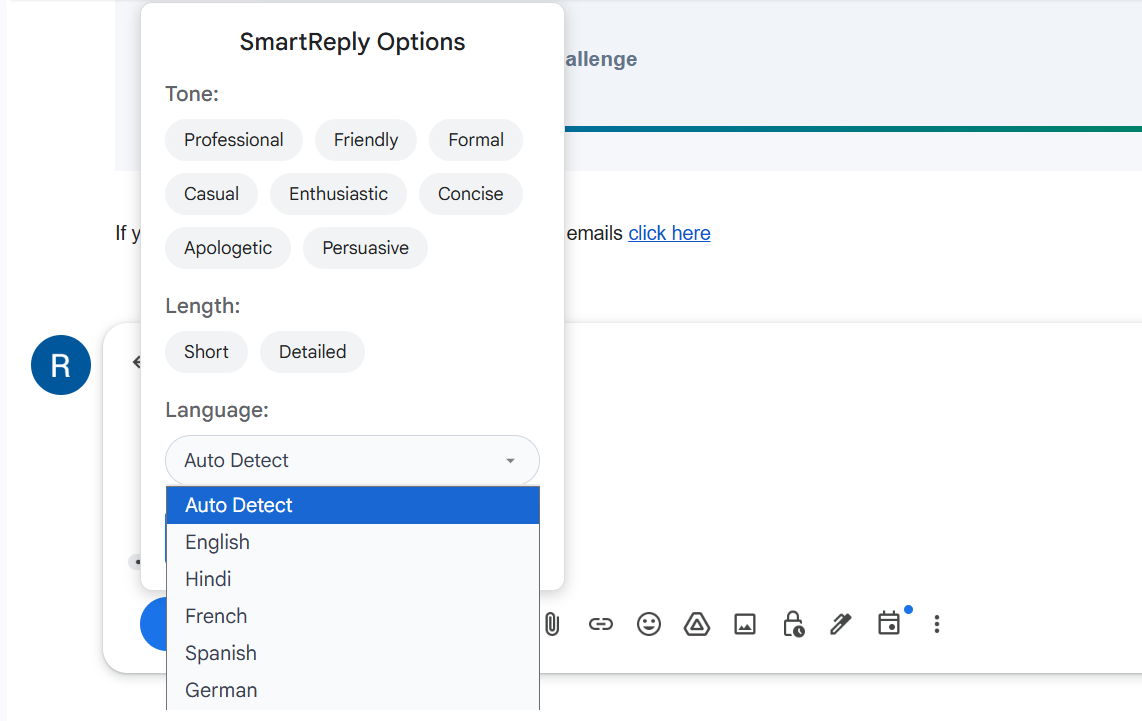 SmartReply Options
allenge
Tone:
Professional Friendly Formal
Casual Enthusiastic Concise
If y emails click here
Apologetic Persuasive
Length:
Short Detailed
R
Language:
Auto Detect
Auto Detect
English
Hindi
French
Spanish
German